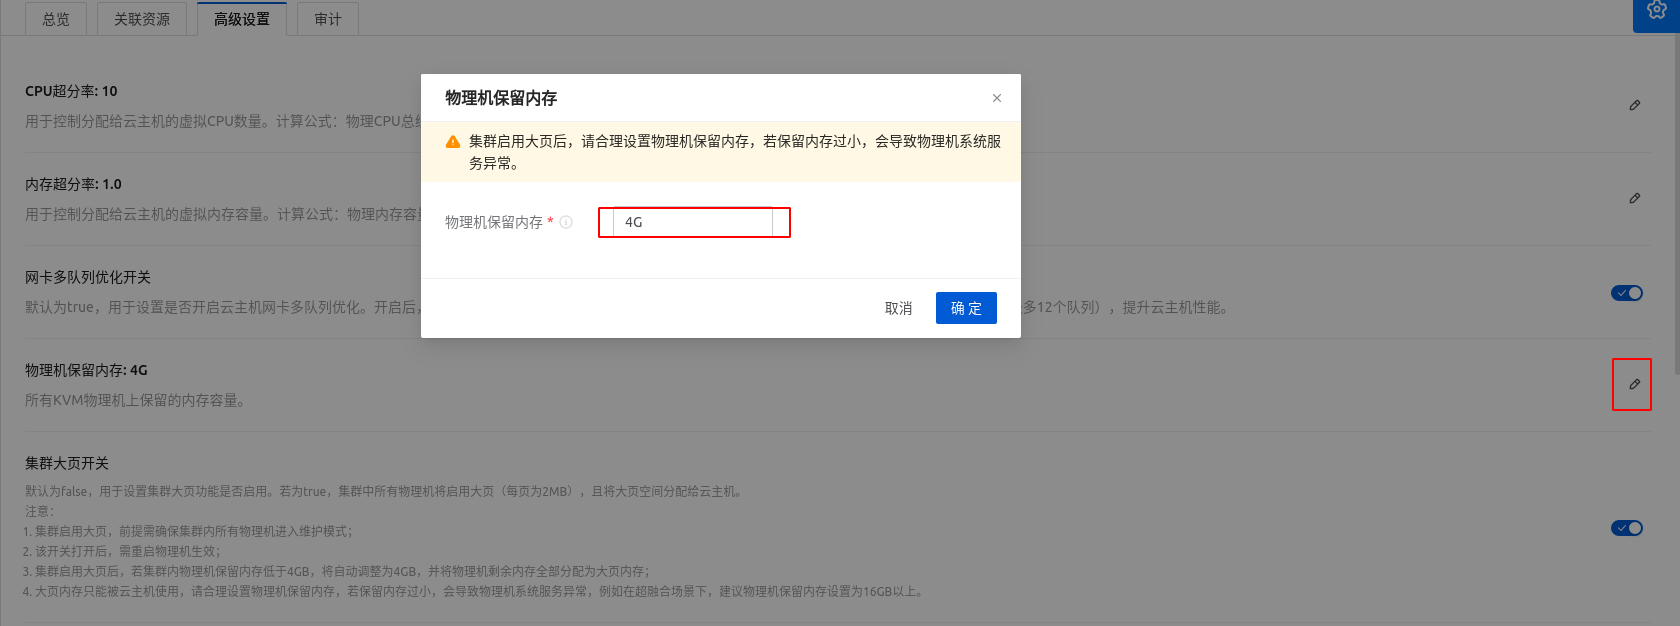 总览
关联资源
高级设置
审计
CPU超分率: 10
用于控制分配给云主机的虚拟CPU数量。计算公式：物理CPU总
内存超分率: 1.0
用于控制分配给云主机的虚拟内存容量。计算公式：物理内存容
网卡多队列优化开关
默认为true，用于设置是否开启云主机网卡多队列优化。开启后，
多12个队列），提升云主机性能。
物理机保留内存
集群启用大页后，请合理设置物理机保留内存，若保留内存过小，会导致物理机系统服
务异常。
物理机保留内存 *
4G
取消
确 定
物理机保留内存: 4G
所有KVM物理机上保留的内存容量。
集群大页开关
默认为false，用于设置集群大页功能是否启用。若为true，集群中所有物理机将启用大页（每页为2MB），且将大页空间分配给云主机。
注意：
1. 集群启用大页，前提需确保集群内所有物理机进入维护模式；
2. 该开关打开后，需重启物理机生效；
3. 集群启用大页后，若集群内物理机保留内存低于4GB，将自动调整为4GB，并将物理机剩余内存全部分配为大页内存；
4. 大页内存只能被云主机使用，请合理设置物理机保留内存，若保留内存过小，会导致物理机系统服务异常，例如在超融合场景下，建议物理机保留内存设置为16GB以上。